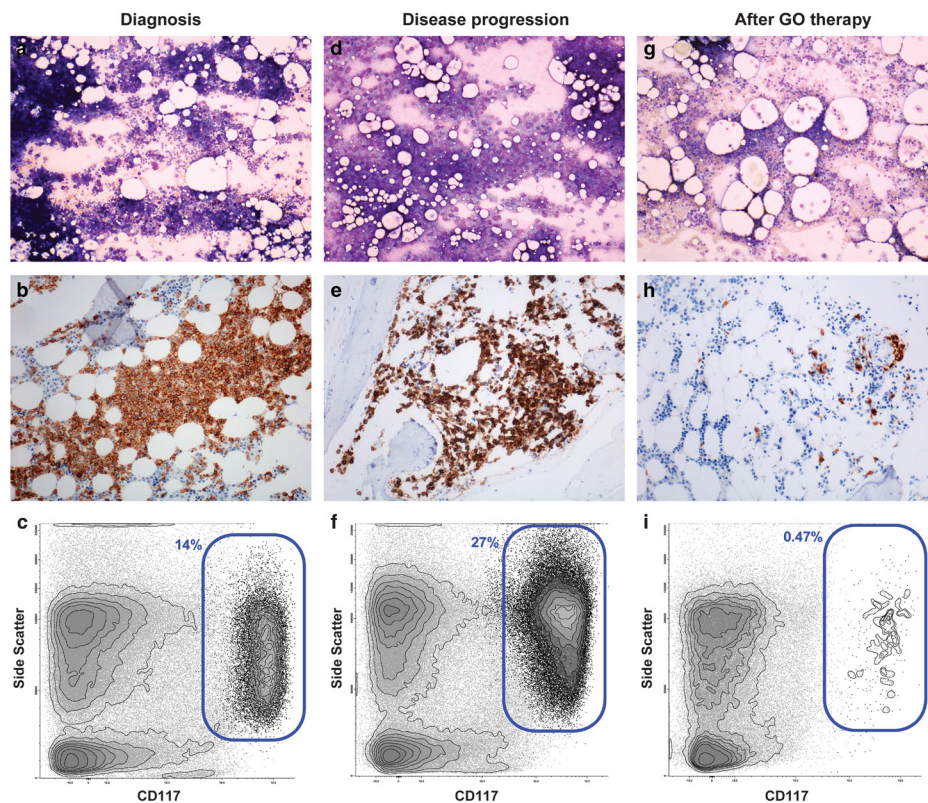 Diagnosis
Disease progression
After GO therapy
a
d
g
b
e
h
c
f
i
14%
27%
0.47%
Side Scatter
Side Scatter
Side Scatter
CD117
CD117
CD117